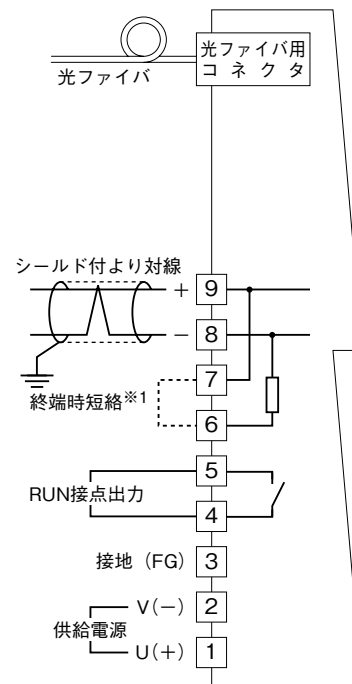 光ファイバ用
コネクタ
光ファイバ
シールド付より対線
+ 9
− 8
7
終端時短絡※1
6
5
RUN接点出力
4
接地（FG） 3
V(−) 2
供給電源
U(+) 1